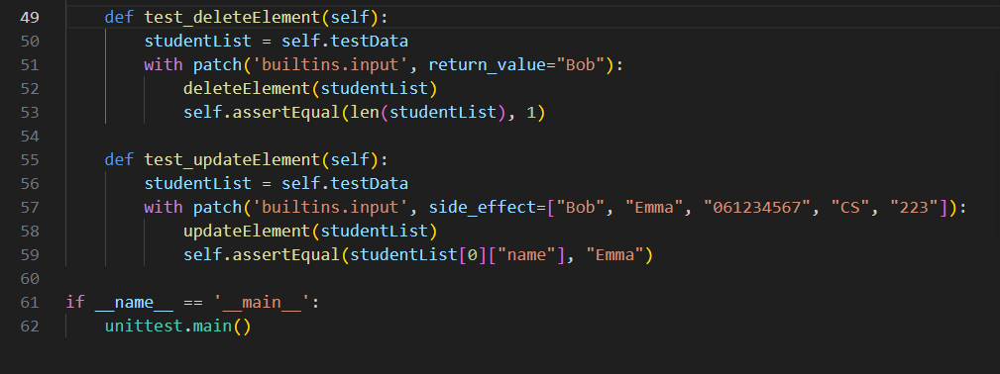 49 def test_deleteElement(self):
50 studentList = self.testData
51 with patch('builtins.input', return_value="Bob"):
52 deleteElement(studentList)
53 self.assertEqual(len(studentList), 1)
54
55 def test_updateElement(self):
56 studentList = self.testData
57 with patch('builtins.input', side_effect=["Bob", "Emma", "061234567", "CS", "223"]):
58 updateElement(studentList)
59 self.assertEqual(studentList[0]["name"], "Emma")
60
61 if __name__ == '__main__':
62 unittest.main()